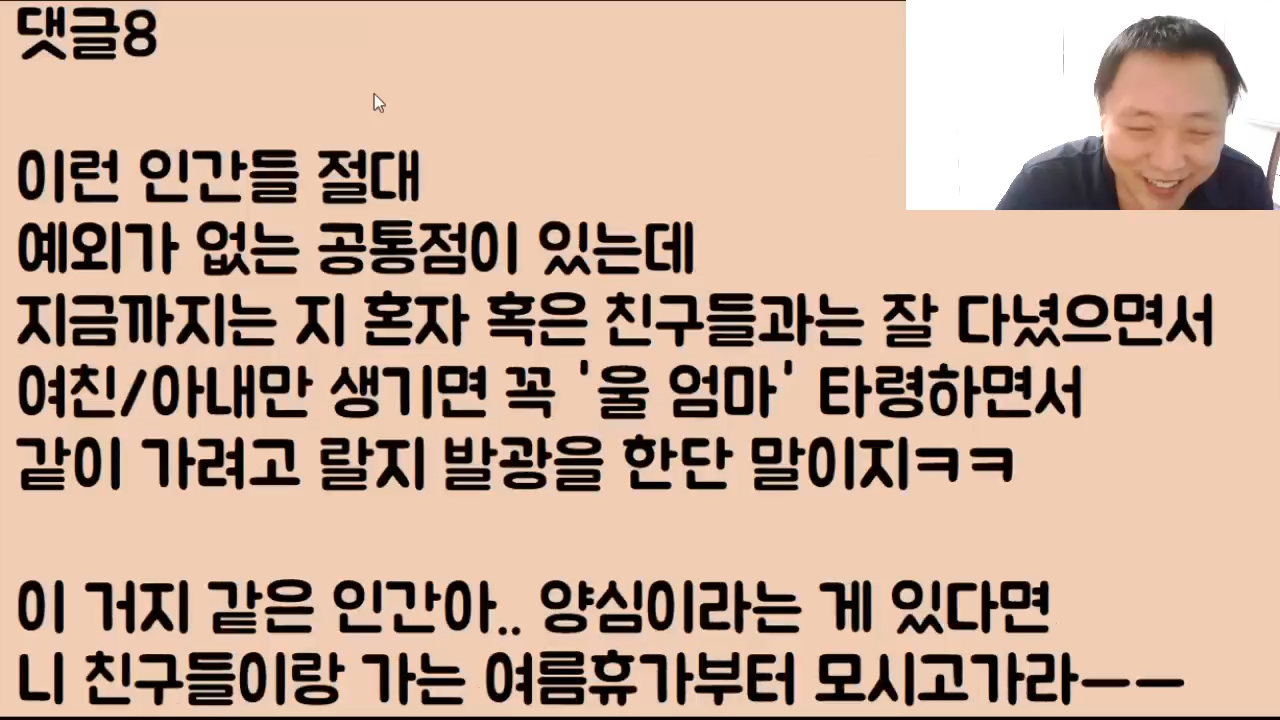 댓글8
이런 인간들 절대
예외가 없는 공통점이 있는데
지금까지는 지 혼자 혹은 친구들과는 잘 다녔으면서
여친/아내만 생기면 꼭 '울 엄마' 타령하면서
같이 가려고 랄지 발광을 한단 말이지ㅋㅋ
이 거지 같은 인간아.. 양심이라는 게 있다면
니 친구들이랑 가는 여름휴가부터 모시고가라ㅡㅡ